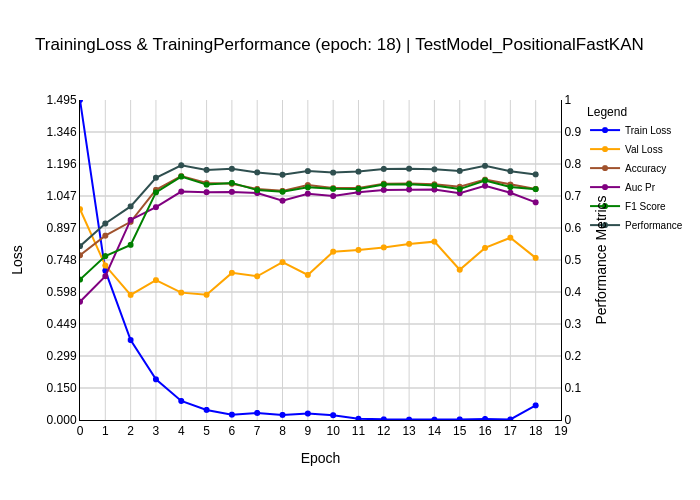 TrainingLoss & TrainingPerformance (epoch: 18) | TestModel_PositionalFastKAN
1.495
1.346
1.196
1.047
0.897
0.748
0.598
0.449
0.299
0.150
0.000
Loss
0 1 2 3 4 5 6 7 8 9 10 11 12 13 14 15 16 17 18 19
Epoch
1
0.9
0.8
0.7
0.6
0.5
0.4
0.3
0.2
0.1
0
Performance Metrics
Legend
Train Loss
Val Loss
Accuracy
Auc Pr
F1 Score
Performance